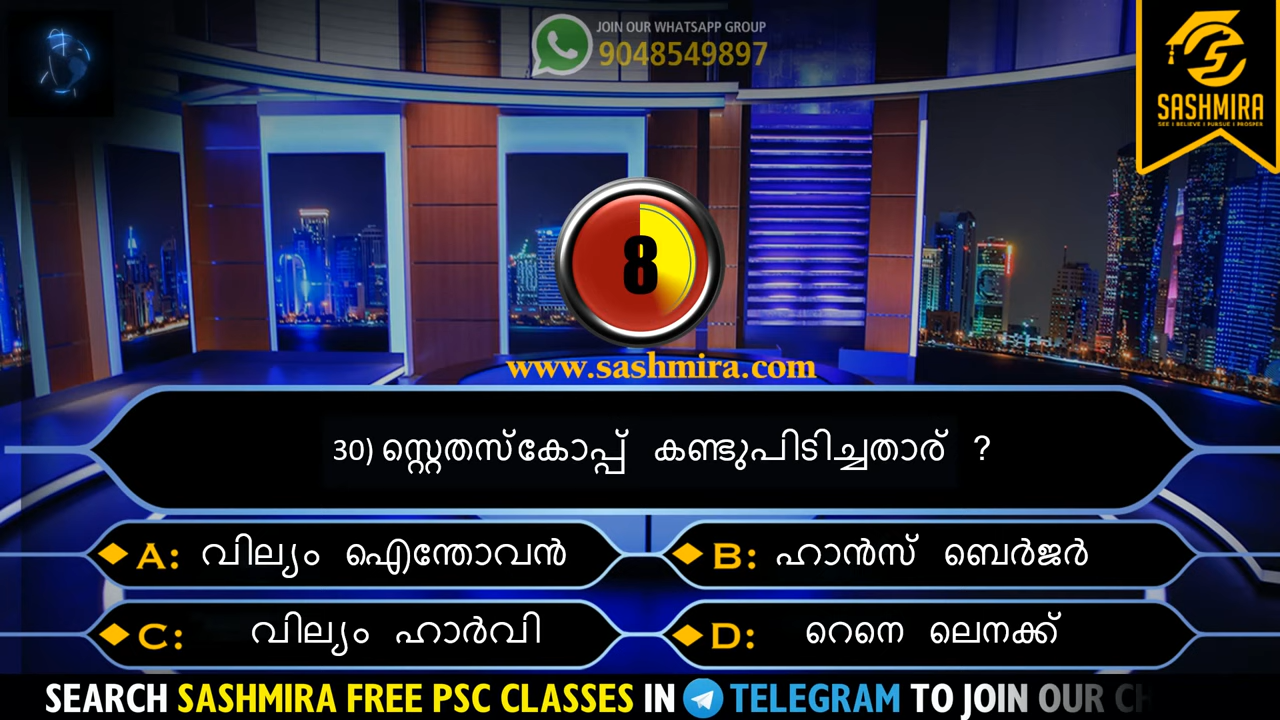 JOIN OUR WHATSAPP GROUP
9048549897
SASHMIRA
SEE | BELIEVE | PURSUE | PROSPER
8
www.sashmira.com
30) സ്റ്റെതസ്കോപ്പ് കണ്ടുപിടിച്ചതാര് ?
A: വില്യം ഐന്തോവൻ
B: ഹാൻസ് ബെർജർ
C: വില്യം ഹാർവി
D: റെനെ ലെനക്ക്
SEARCH SASHMIRA FREE PSC CLASSES IN TELEGRAM TO JOIN OUR CH